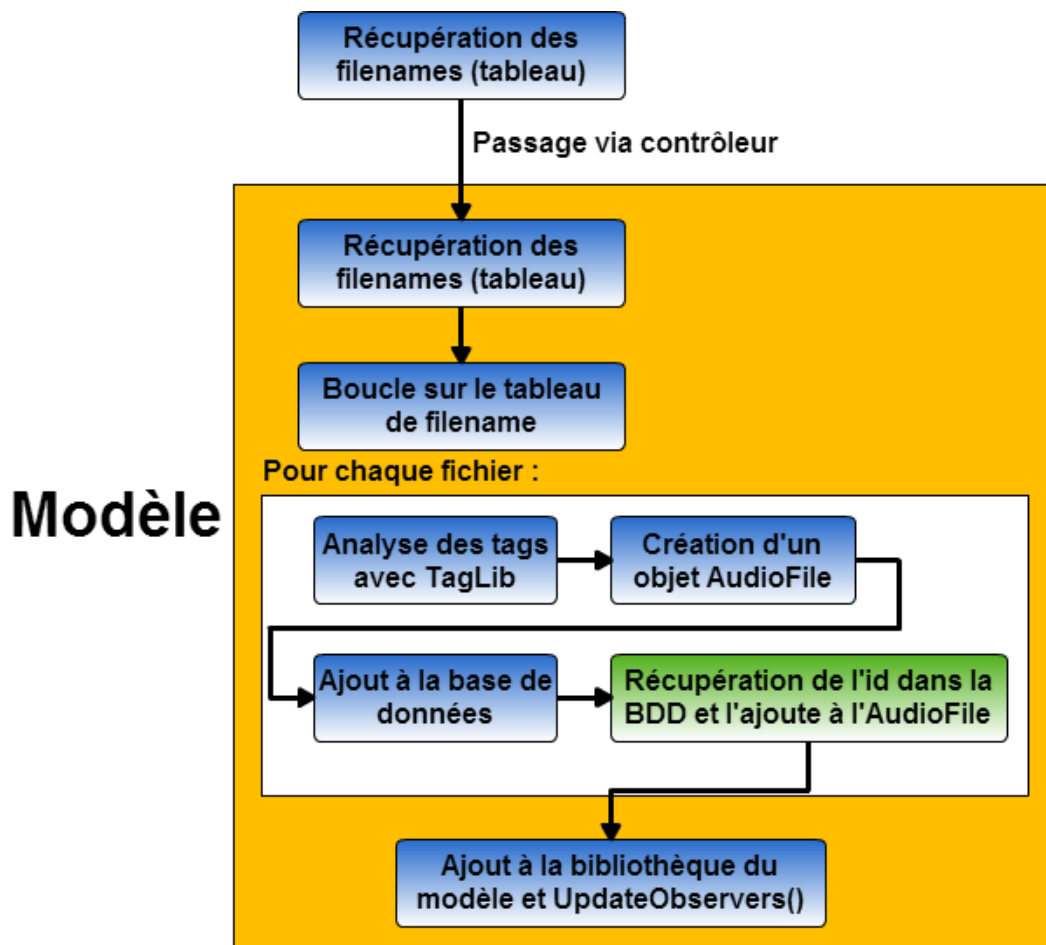 Récupération des
filenames (tableau)
Passage via contrôleur
Récupération des
filenames (tableau)
Boucle sur le tableau
de filename
Pour chaque fichier :
Modèle
Analyse des tags
avec TagLib
Création d'un
objet AudioFile
Ajout à la base de
données
Récupération de l'id dans la
BDD et l'ajoute à l'AudioFile
Ajout à la bibliothèque du
modèle et UpdateObservers()